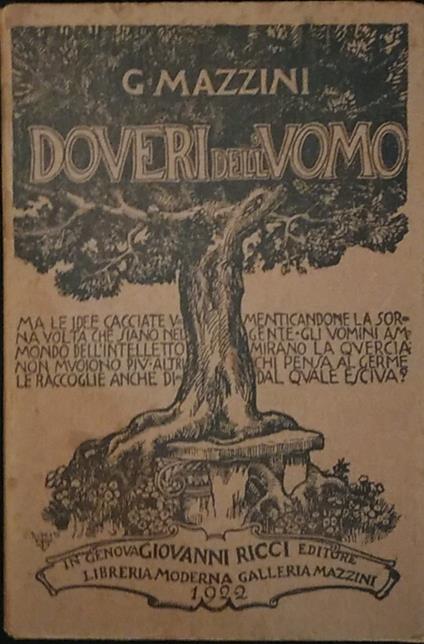 G·MAZZINI
DOVERI DELL'VOMO
MA LE IDEE CACCIATE V-
NA VOLTA CHE SIANO NEL
MONDO DELL'INTELLETTO
NON MVOIONO PIV·ALTRI
LE RACCOGLIE ANCHE DI-
MENTICANDONE LA SOR=
GENTE·GLI VOMINI AM-
MIRANO LA QVERCIA:
CHI PENSA AL GERME
DAL QVALE ESCIVA?
IN GENOVA GIOVANNI RICCI EDITORE
LIBRERIA MODERNA GALLERIA MAZZINI
1922